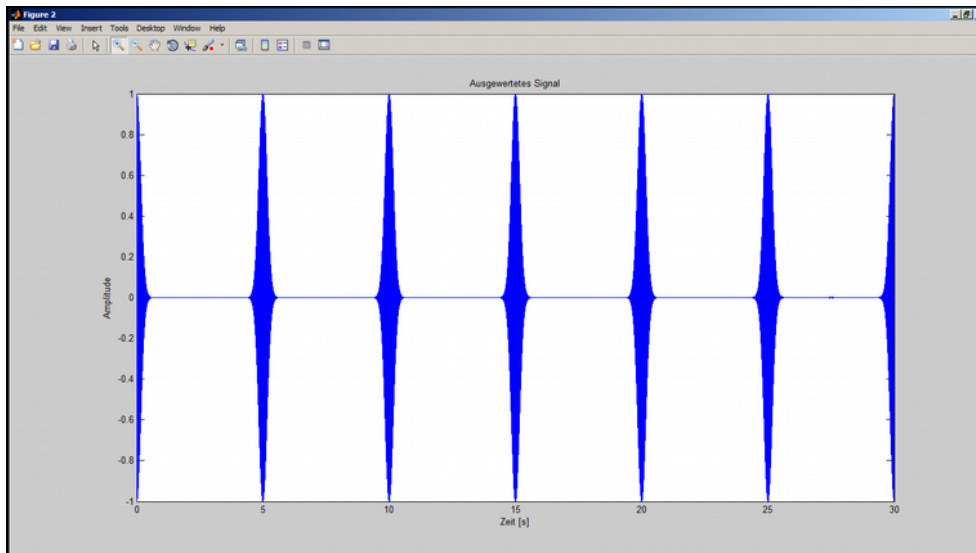 Figure 2
File Edit View Insert Tools Desktop Window Help
Ausgewertetes Signal
1
0.8
0.6
0.4
0.2
0
-0.2
-0.4
-0.6
-0.8
-1
Amplitude
0 5 10 15 20 25 30
Zeit [s]